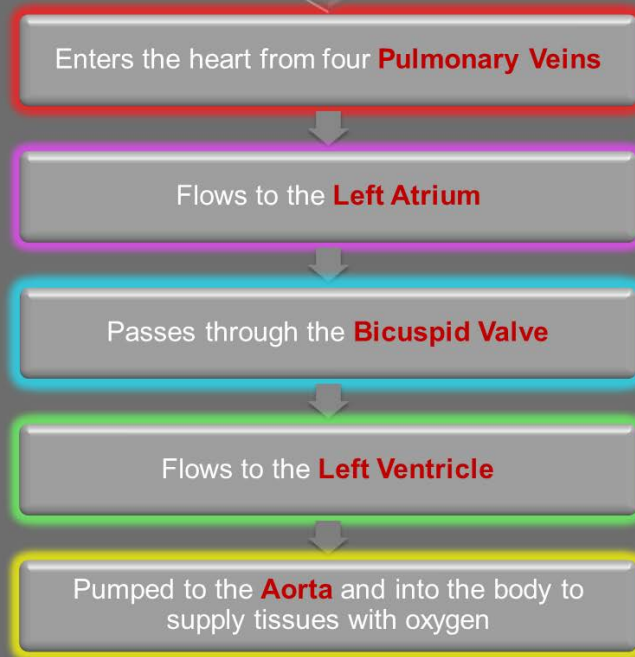 Enters the heart from four Pulmonary Veins
Flows to the Left Atrium
Passes through the Bicuspid Valve
Flows to the Left Ventricle
Pumped to the Aorta and into the body to
supply tissues with oxygen